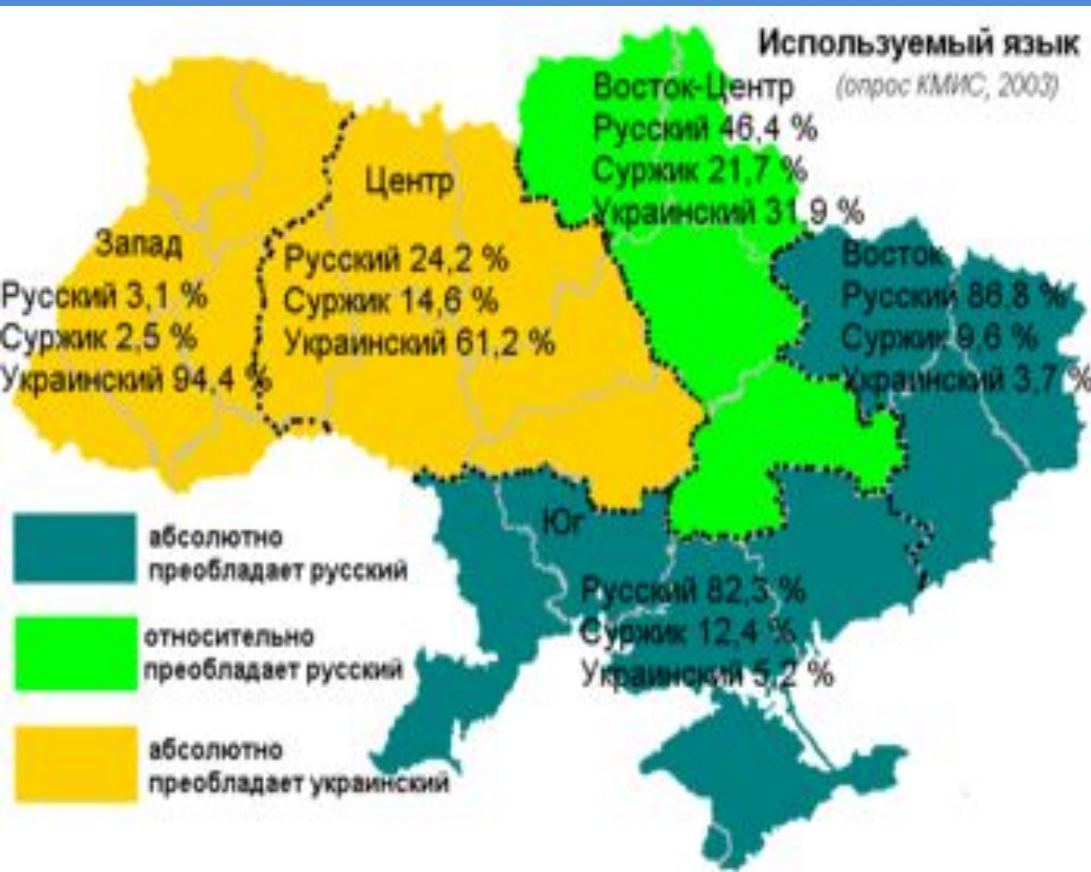 Используемый язык
(опрос КМИС, 2003)
Восток-Центр
Русский 46,4 %
Суржик 21,7 %
Украинский 31,9 %
Центр
Русский 24,2 %
Суржик 14,6 %
Украинский 61,2 %
Запад
Русский 3,1 %
Суржик 2,5 %
Украинский 94,4 %
Восток
Русский 86,8 %
Суржик 9,6 %
Украинский 3,7 %
Юг
Русский 82,3 %
Суржик 12,4 %
Украинский 5,2 %
абсолютно
преобладает русский
относительно
преобладает русский
абсолютно
преобладает украинский